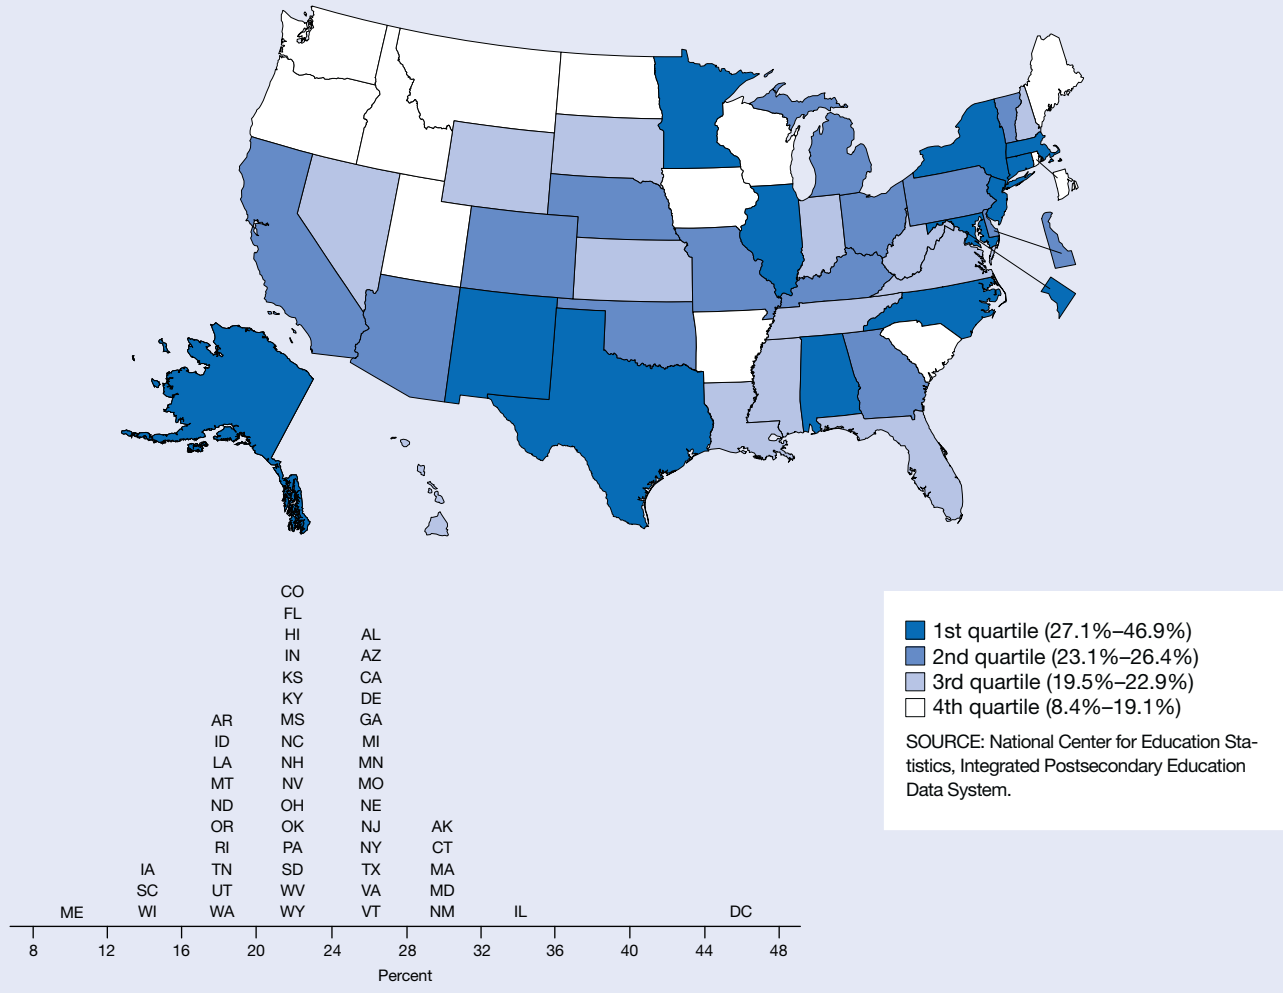 CO
FL
HI AL
IN AZ
KS CA
KY DE
AR MS GA
ID NC MI
LA NH MN
MT NV MO
ND OH NE
OR OK NJ AK
RI PA NY CT
IA TN SD TX MA
SC UT WV VA MD
ME WI WA WY VT NM IL DC
8 12 16 20 24 28 32 36 40 44 48
Percent
1st quartile (27.1%–46.9%)
2nd quartile (23.1%–26.4%)
3rd quartile (19.5%–22.9%)
4th quartile (8.4%–19.1%)
SOURCE: National Center for Education Sta-
tistics, Integrated Postsecondary Education
Data System.